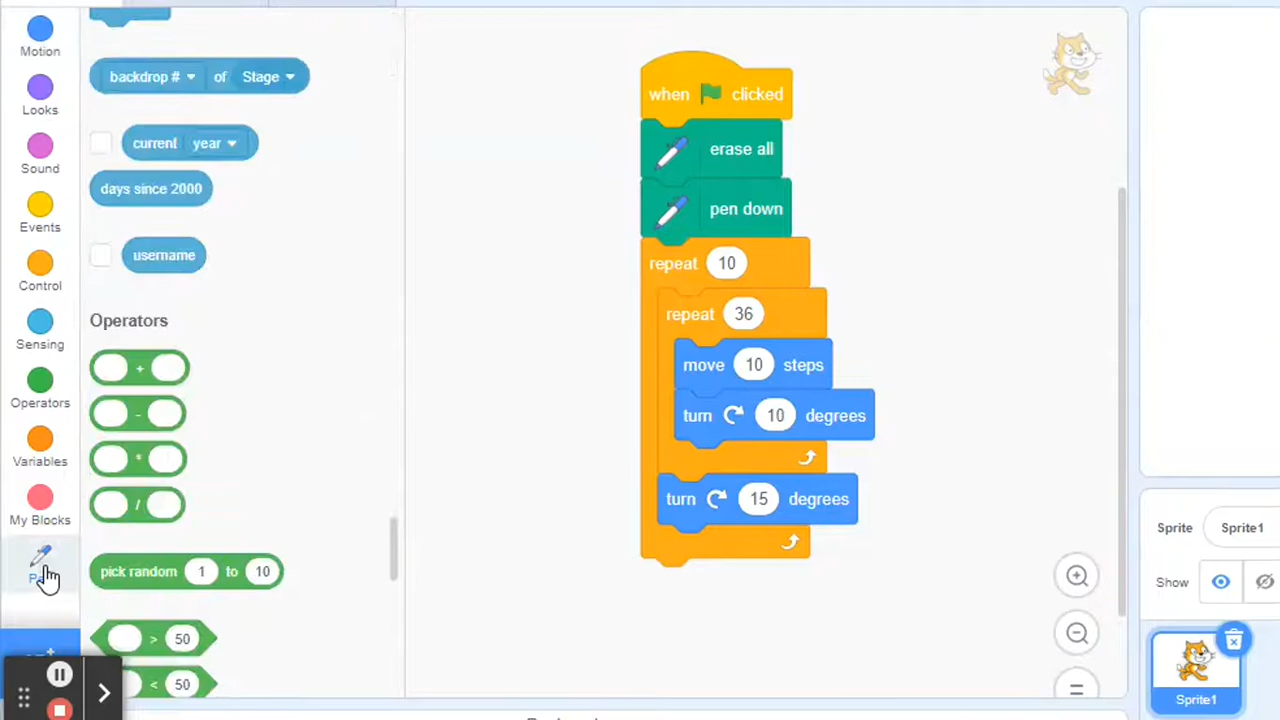 Motion
Looks
Sound
Events
Control
Sensing
Operators
Variables
My Blocks
backdrop # of Stage
current year
days since 2000
username
Operators
+
-
*
/
pick random 1 to 10
> 50
< 50
when clicked
erase all
pen down
repeat 10
repeat 36
move 10 steps
turn 10 degrees
turn 15 degrees
Sprite Sprite1
Show
Sprite1